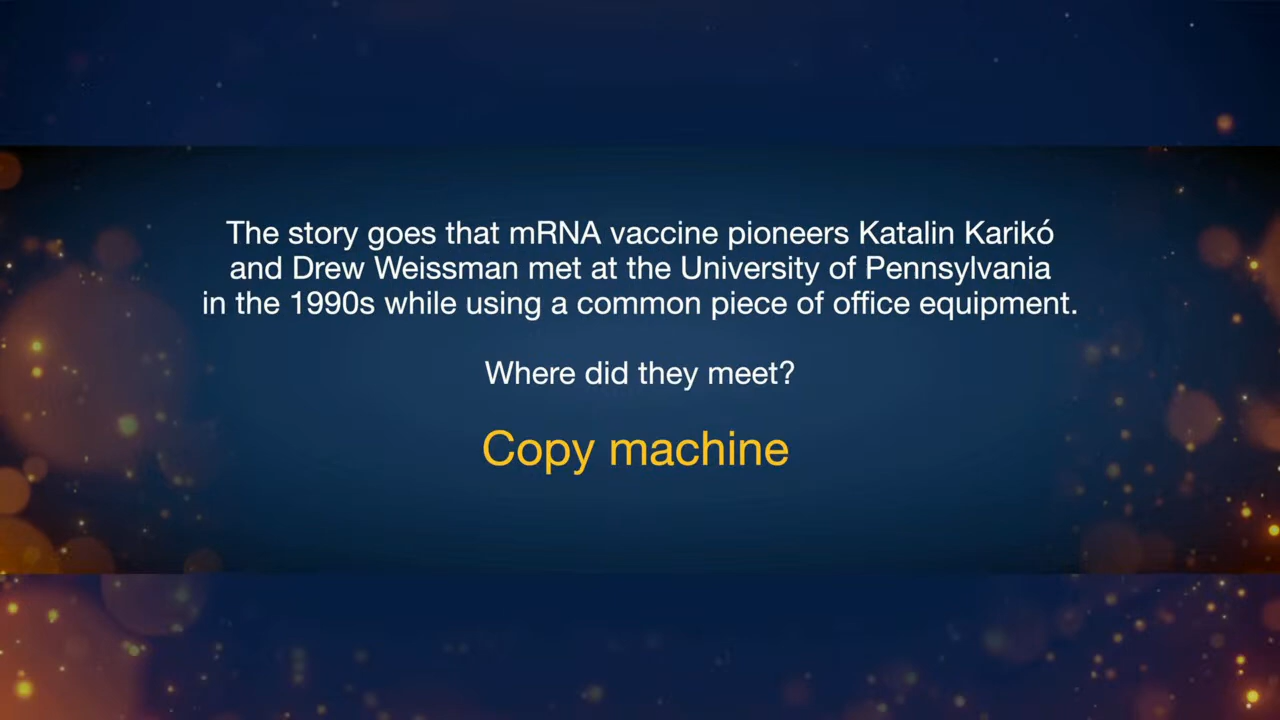 The story goes that mRNA vaccine pioneers Katalin Karikó
and Drew Weissman met at the University of Pennsylvania
in the 1990s while using a common piece of office equipment.
Where did they meet?
Copy machine